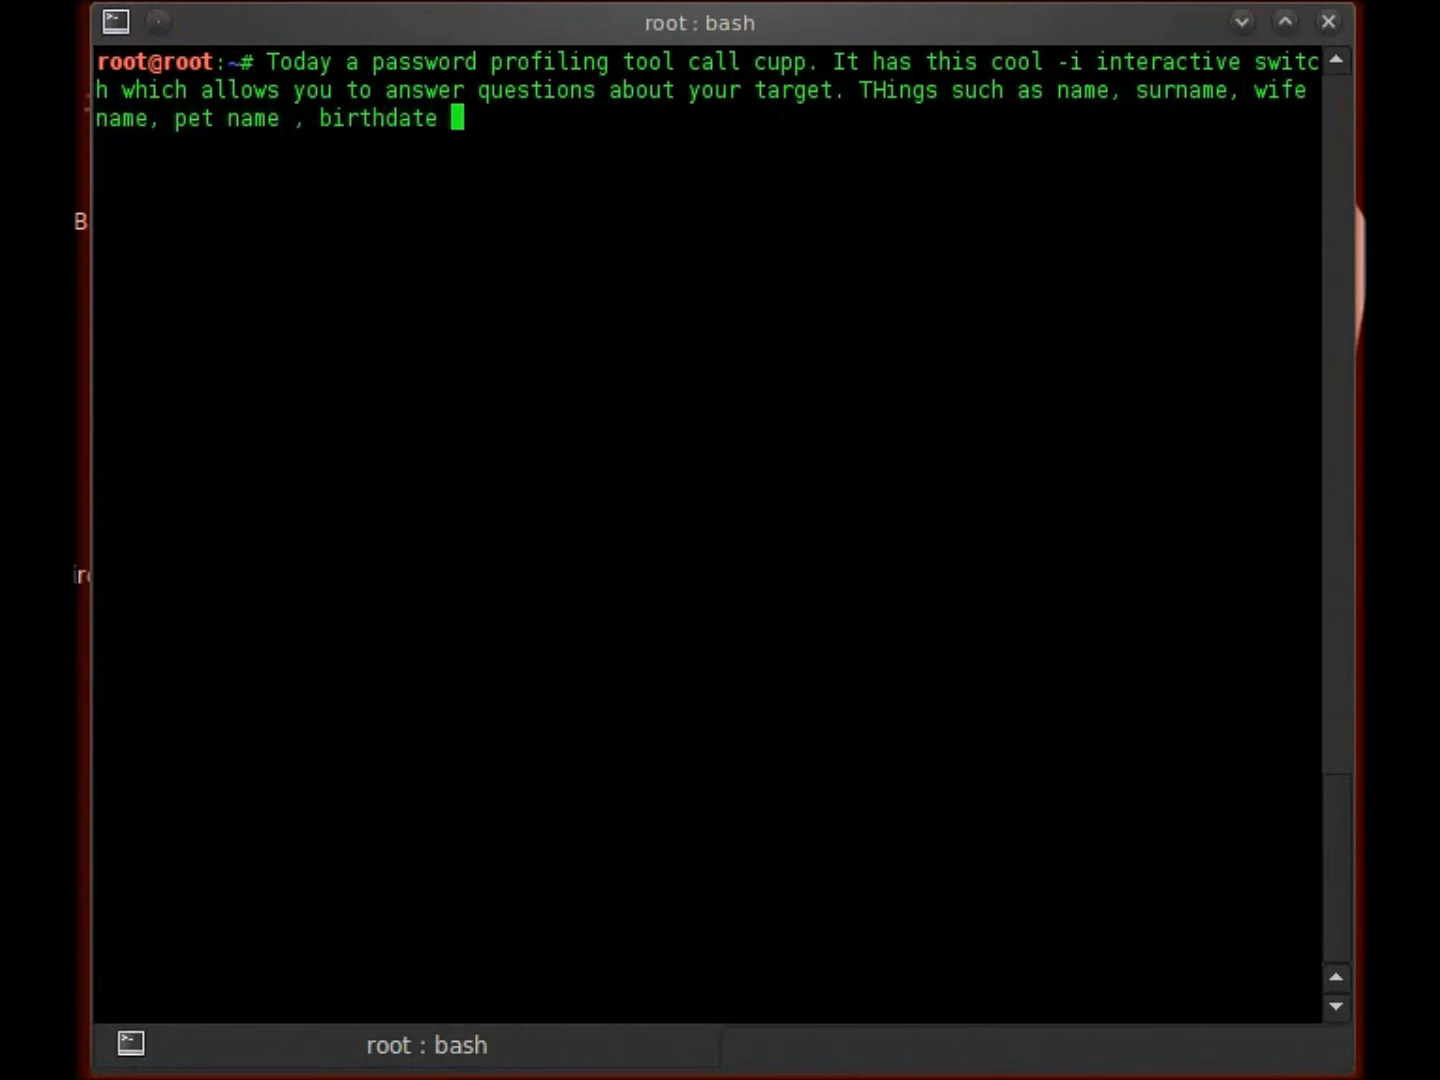 root : bash
root@root:~# Today a password profiling tool call cupp. It has this cool -i interactive switc
h which allows you to answer questions about your target. THings such as name, surname, wife
name, pet name , birthdate
B
root : bash